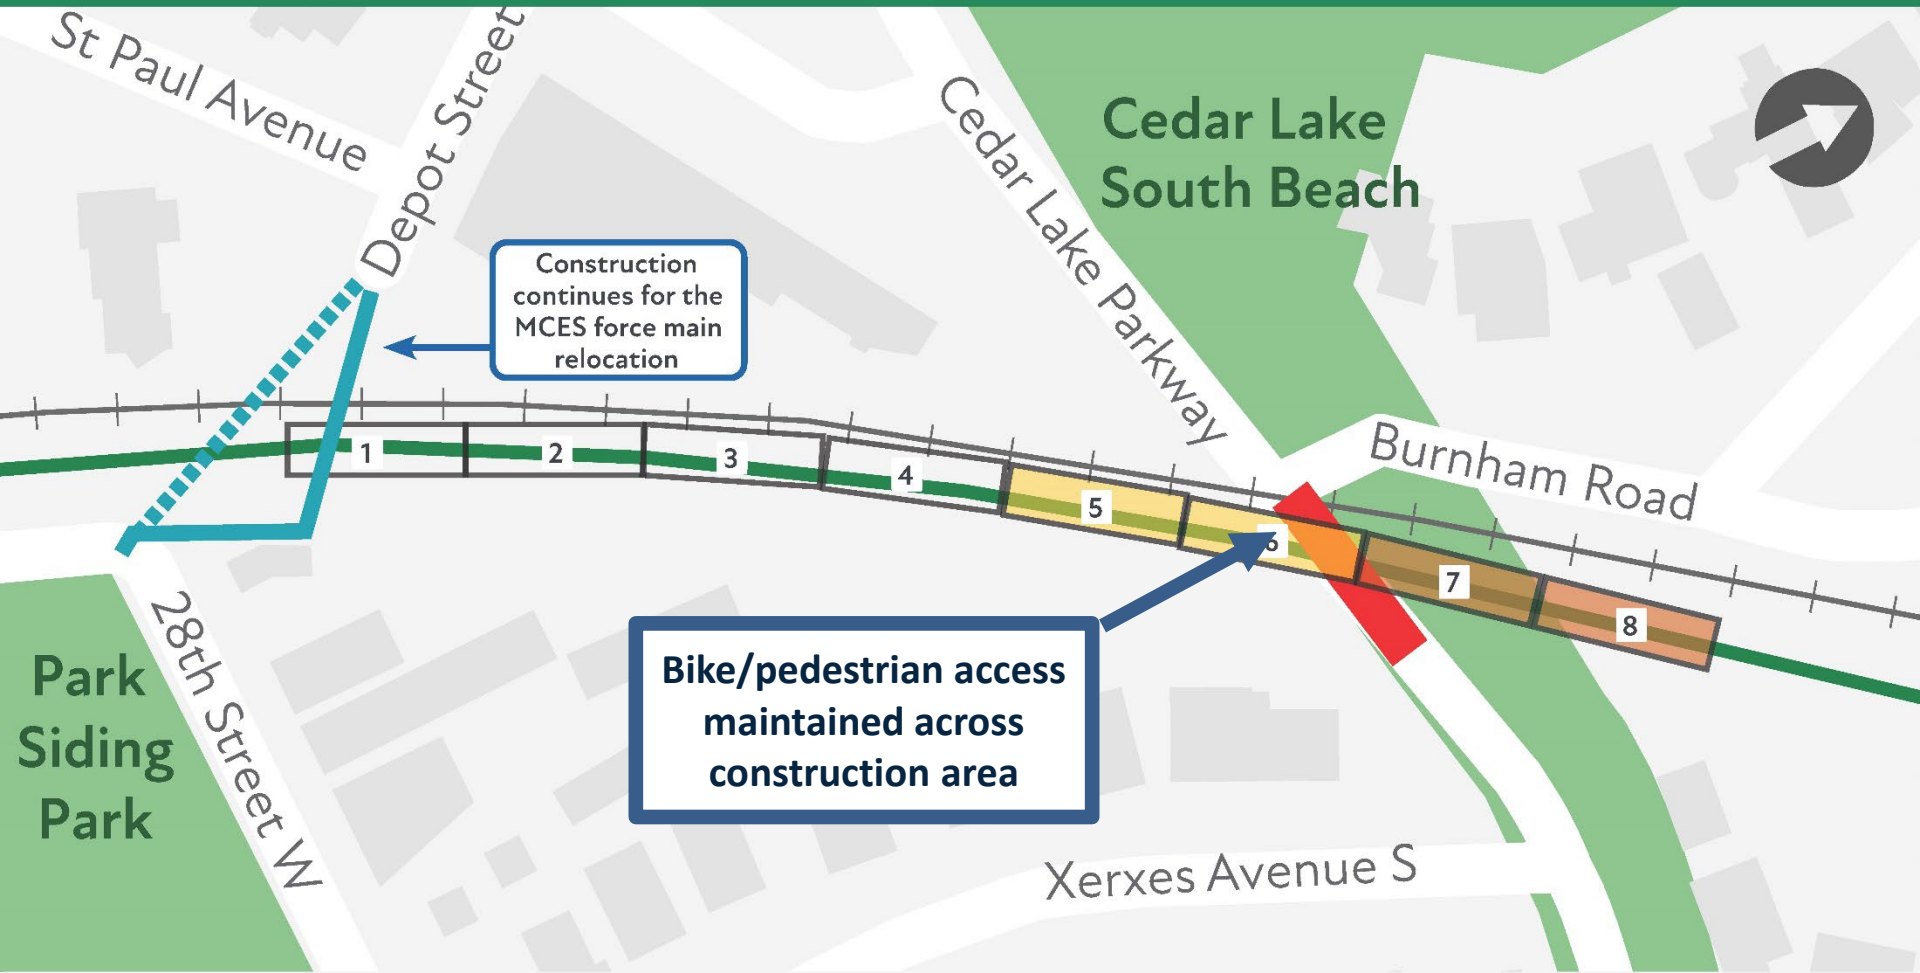 St Paul Avenue
Depot Street
Cedar Lake Parkway
Cedar Lake
South Beach
Construction
continues for the
MCES force main
relocation
Burnham Road
1
2
3
4
5
6
7
8
Bike/pedestrian access
maintained across
construction area
Park
Siding
Park
28th Street W
Xerxes Avenue S